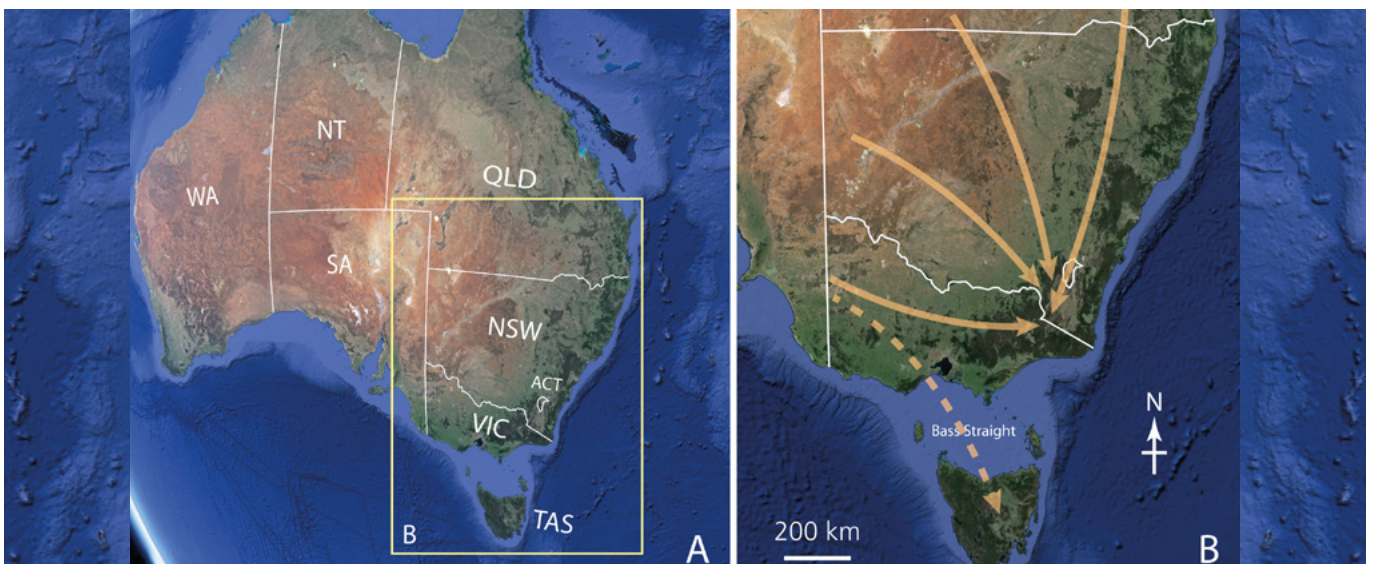 NT
WA
QLD
SA
NSW
ACT
VIC
TAS
B
A
N
Bass Straight
200 km
B